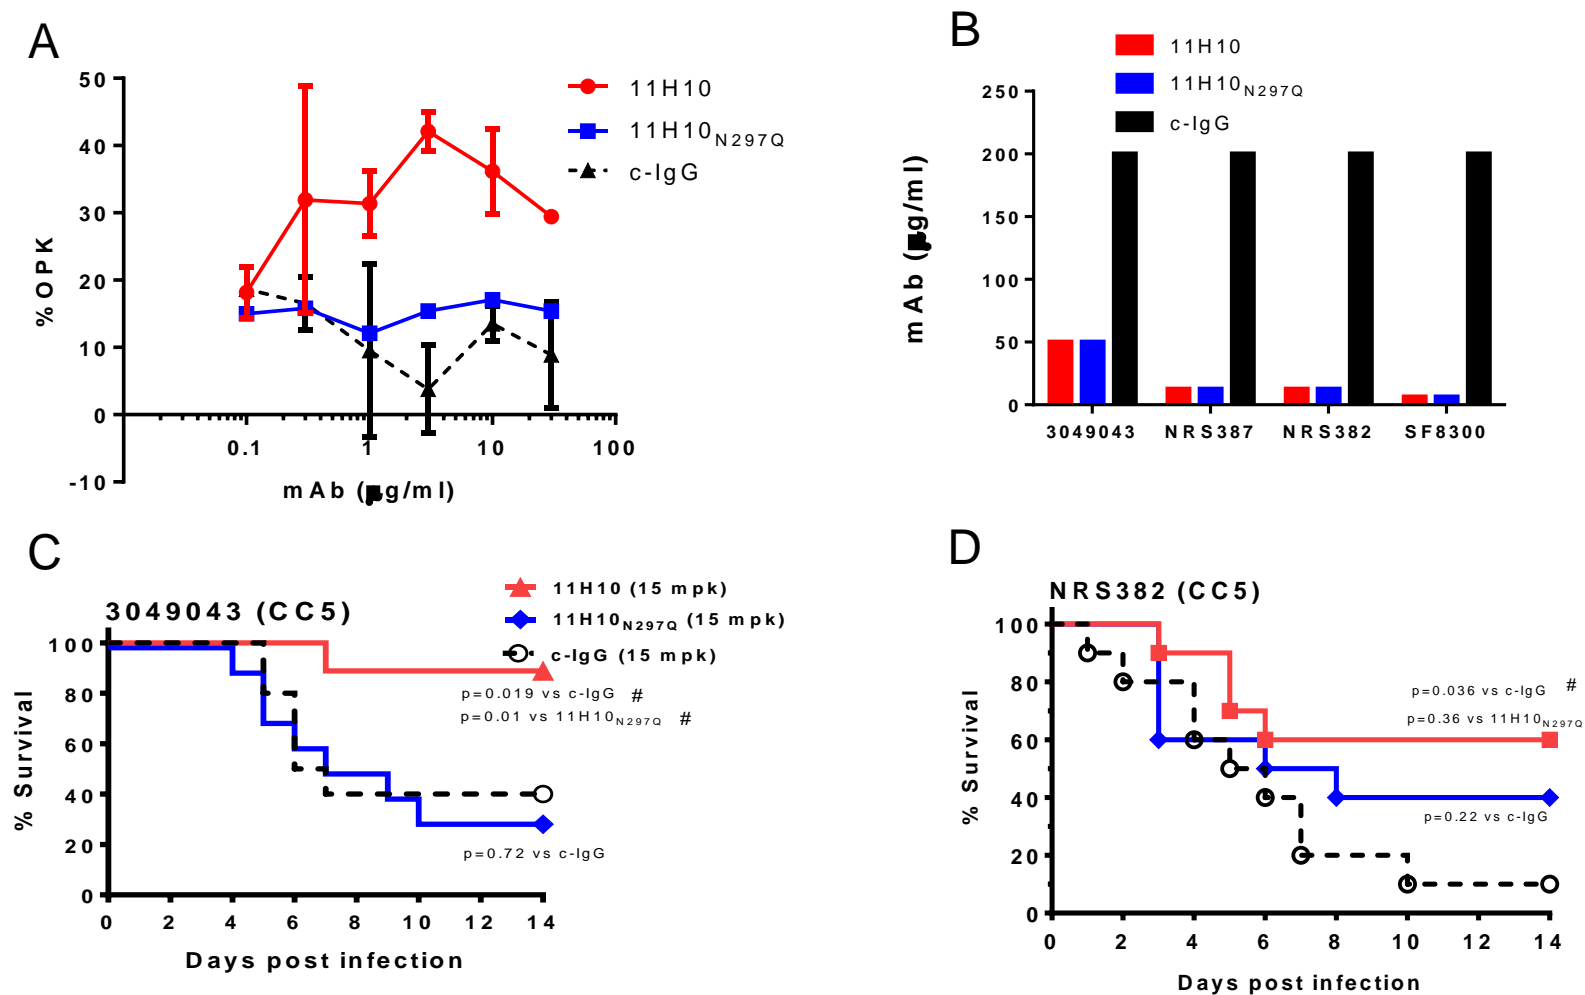 A
50
40
30
20
10
0
-10
%OPK
0.1 1 10 100
mAb (μg/ml)
11H10
11H10N297Q
c-IgG
B
11H10
11H10N297Q
c-IgG
250
200
150
100
50
0
mAb (μg/ml)
3049043 NRS387 NRS382 SF8300
C
3049043 (CC5)
11H10 (15 mpk)
11H10N297Q (15 mpk)
c-IgG (15 mpk)
100
80
60
40
20
0
% Survival
p=0.019 vs c-IgG #
p=0.01 vs 11H10N297Q #
p=0.72 vs c-IgG
0 2 4 6 8 10 12 14
Days post infection
D
NRS382 (CC5)
100
80
60
40
20
0
% Survival
p=0.036 vs c-IgG #
p=0.36 vs 11H10N297Q
p=0.22 vs c-IgG
0 2 4 6 8 10 12 14
Days post infection